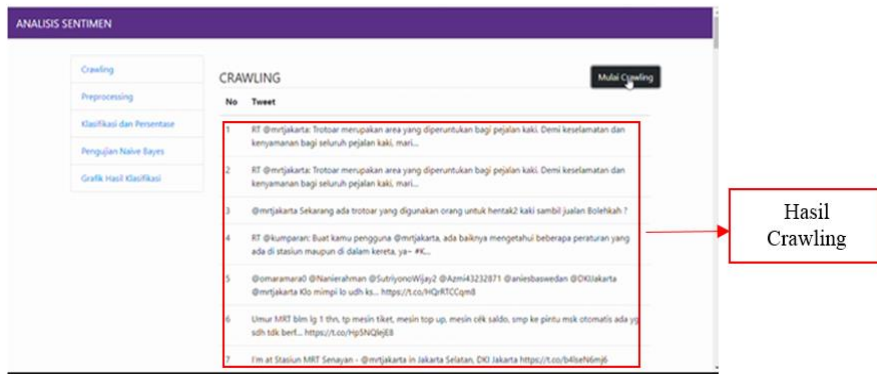 ANALISIS SENTIMEN
Crawling
Preprocessing
Klasifikasi dan Persentase
Pengujian Naive Bayes
Grafik Hasil Klasifikasi
CRAWLING
Mulai Crawling
No Tweet
1 RT @mrtjakarta: Trotoar merupakan area yang diperuntukan bagi pejalan kaki. Demi keselamatan dan
kenyamanan bagi seluruh pejalan kaki, mari...
2 RT @mrtjakarta: Trotoar merupakan area yang diperuntukan bagi pejalan kaki. Demi keselamatan dan
kenyamanan bagi seluruh pejalan kaki, mari...
3 @mrtjakarta Sekarang ada trotoar yang digunakan orang untuk hentak2 kaki sambil jualan Bolehkah ?
4 RT @kumparan: Buat kamu pengguna @mrtjakarta, ada baiknya mengetahui beberapa peraturan yang
ada di stasiun maupun di dalam kereta, ya~ #K...
5 @omaramara0 @Nanierahman @SutriyonoWijay2 @Azmi43232871 @aniesbaswedan @DKIJakarta
@mrtjakarta Klo mimpi lo udh ks... https://t.co/HQrRTCCqm8
6 Umur MRT blm lg 1 thn, tp mesin tiket, mesin top up, mesin cék saldo, smp ke pintu msk otomatis ada yg
sdh tdk berf... https://t.co/Hp5NQlejE8
7 I'm at Stasiun MRT Senayan - @mrtjakarta in Jakarta Selatan, DKI Jakarta https://t.co/b4lseN6mj6
Hasil
Crawling